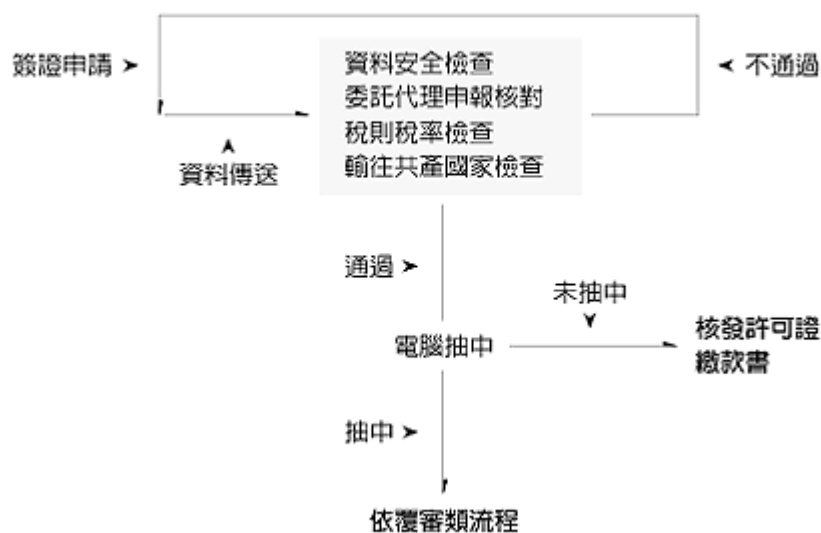 簽證申請
資料安全檢查
委託代理申報核對
稅則稅率檢查
輸往共產國家檢查
不通過
資料傳送
通過
未抽中
電腦抽中
核發許可證
繳款書
抽中
依覆審類流程